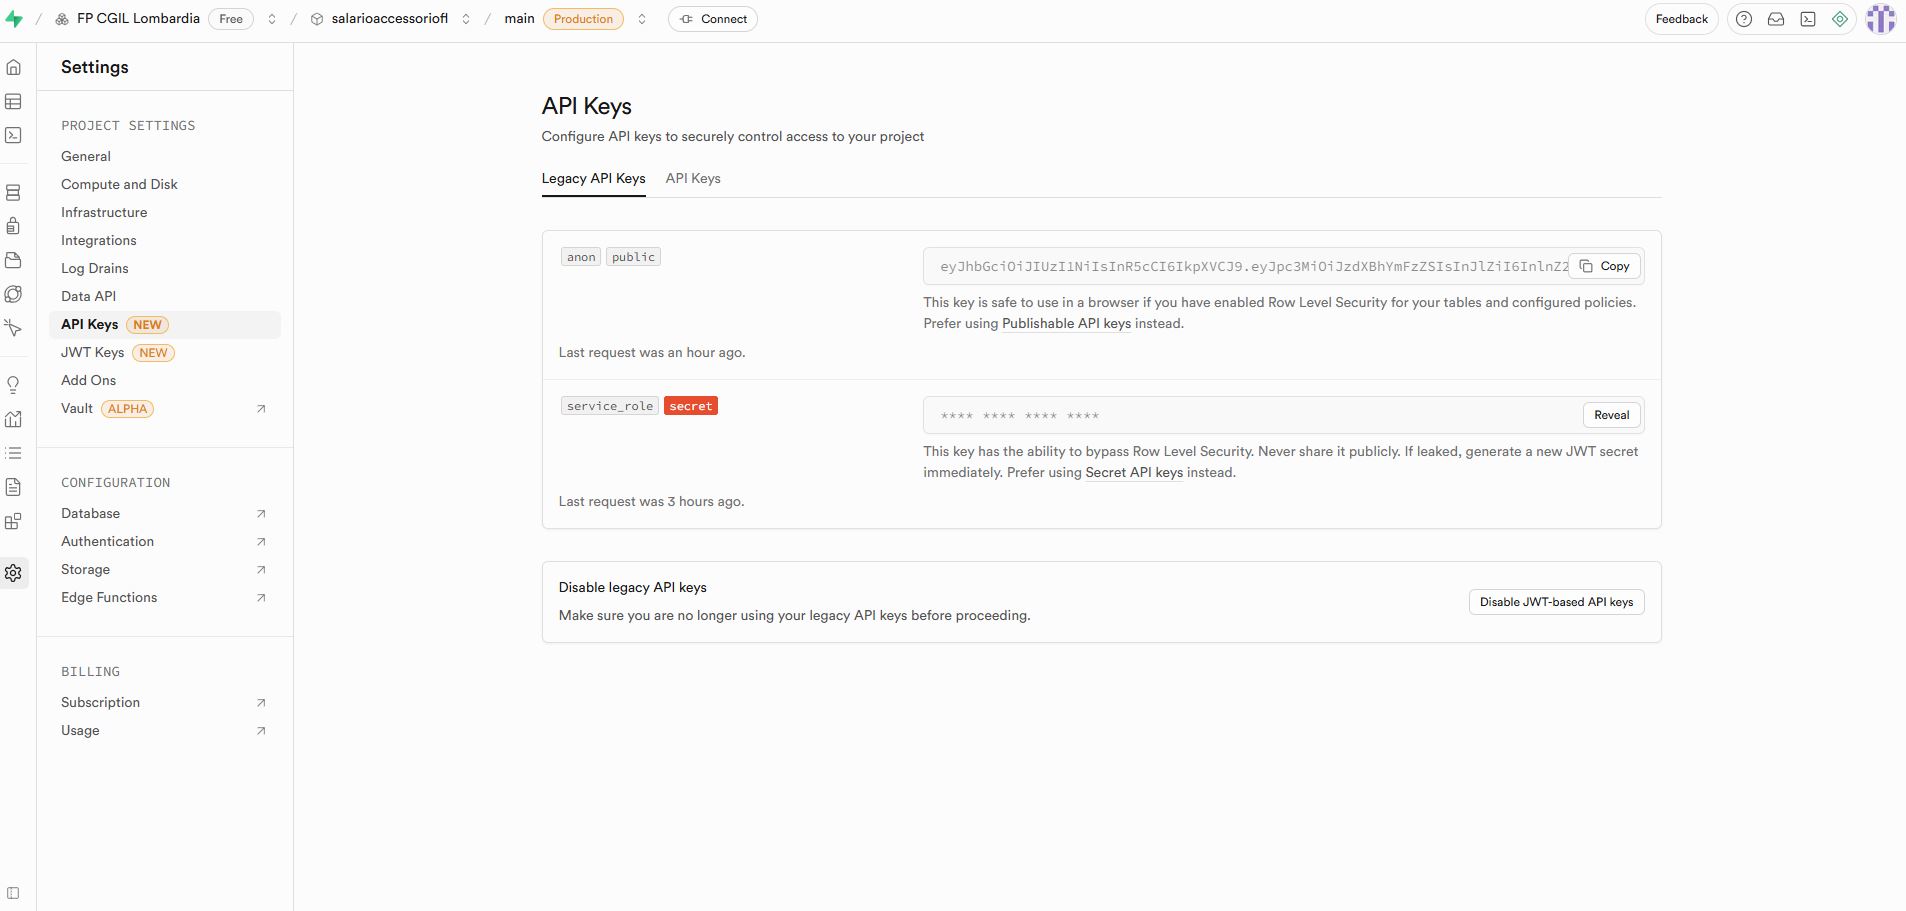 FP CGIL Lombardia Free / salarioaccessoriofl / main Production Connect Feedback
Settings
PROJECT SETTINGS
General
Compute and Disk
Infrastructure
Integrations
Log Drains
Data API
API Keys NEW
JWT Keys NEW
Add Ons
Vault ALPHA
CONFIGURATION
Database
Authentication
Storage
Edge Functions
BILLING
Subscription
Usage
API Keys
Configure API keys to securely control access to your project
Legacy API Keys API Keys
anon public
eyJhbGciOiJIUzI1NiIsInR5cCI6IkpXVCJ9.eyJpc3MiOiJzdXBhYmFzZSIsInJlZiI6InlnZ2 Copy
This key is safe to use in a browser if you have enabled Row Level Security for your tables and configured policies.
Prefer using Publishable API keys instead.
Last request was an hour ago.
service_role secret
**** **** **** **** Reveal
This key has the ability to bypass Row Level Security. Never share it publicly. If leaked, generate a new JWT secret
immediately. Prefer using Secret API keys instead.
Last request was 3 hours ago.
Disable legacy API keys
Make sure you are no longer using your legacy API keys before proceeding.
Disable JWT-based API keys